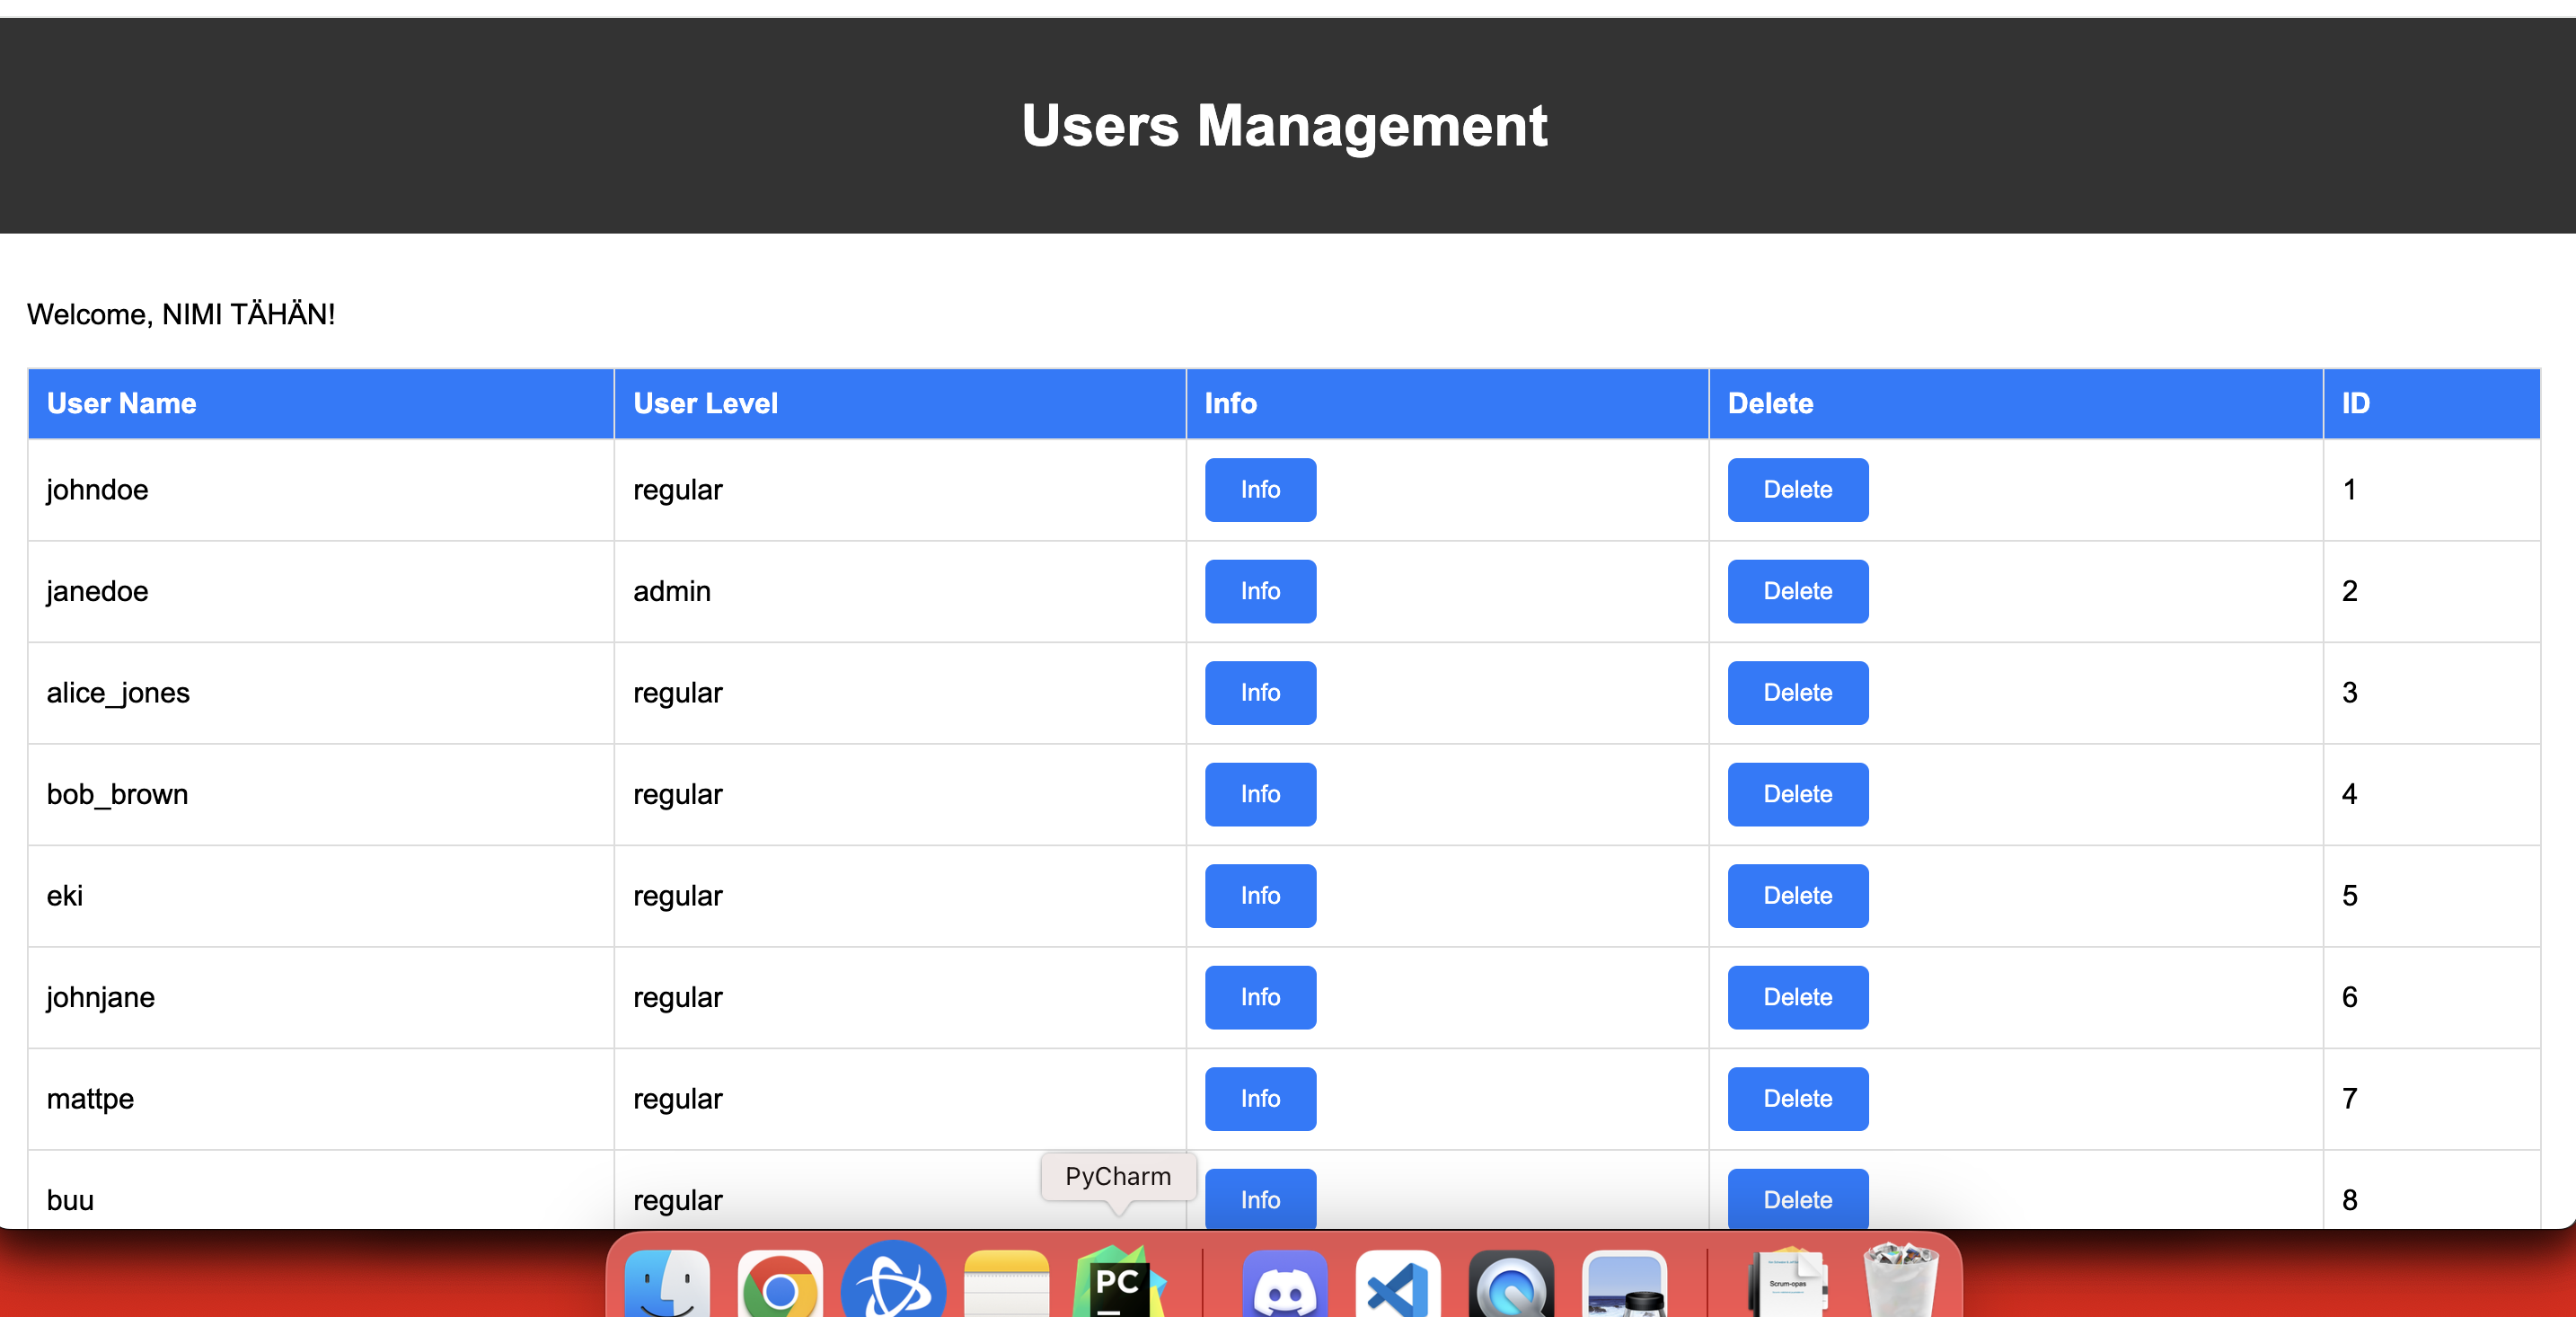 Users Management
Welcome, NIMI TÄHÄN!
User Name User Level Info Delete ID
johndoe regular Info Delete 1
janedoe admin Info Delete 2
alice_jones regular Info Delete 3
bob_brown regular Info Delete 4
eki regular Info Delete 5
johnjane regular Info Delete 6
mattpe regular Info Delete 7
buu regular Info Delete 8
PyCharm
PC
Scrum-opas